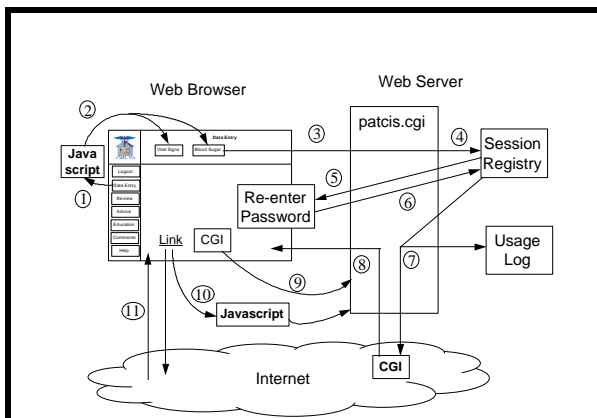 Web Browser
Web Server
②
Data Entry
Vital Signs
Blood Sugar
③
patcis.cgi
④
Session
Registry
Java
script
Logout
①
Data Entry
Review
Advice
Education
Comments
Help
⑤
Re-enter
Password
⑥
Link
CGI
Usage
Log
⑧
⑦
⑨
⑩
Javascript
⑪
Internet
CGI